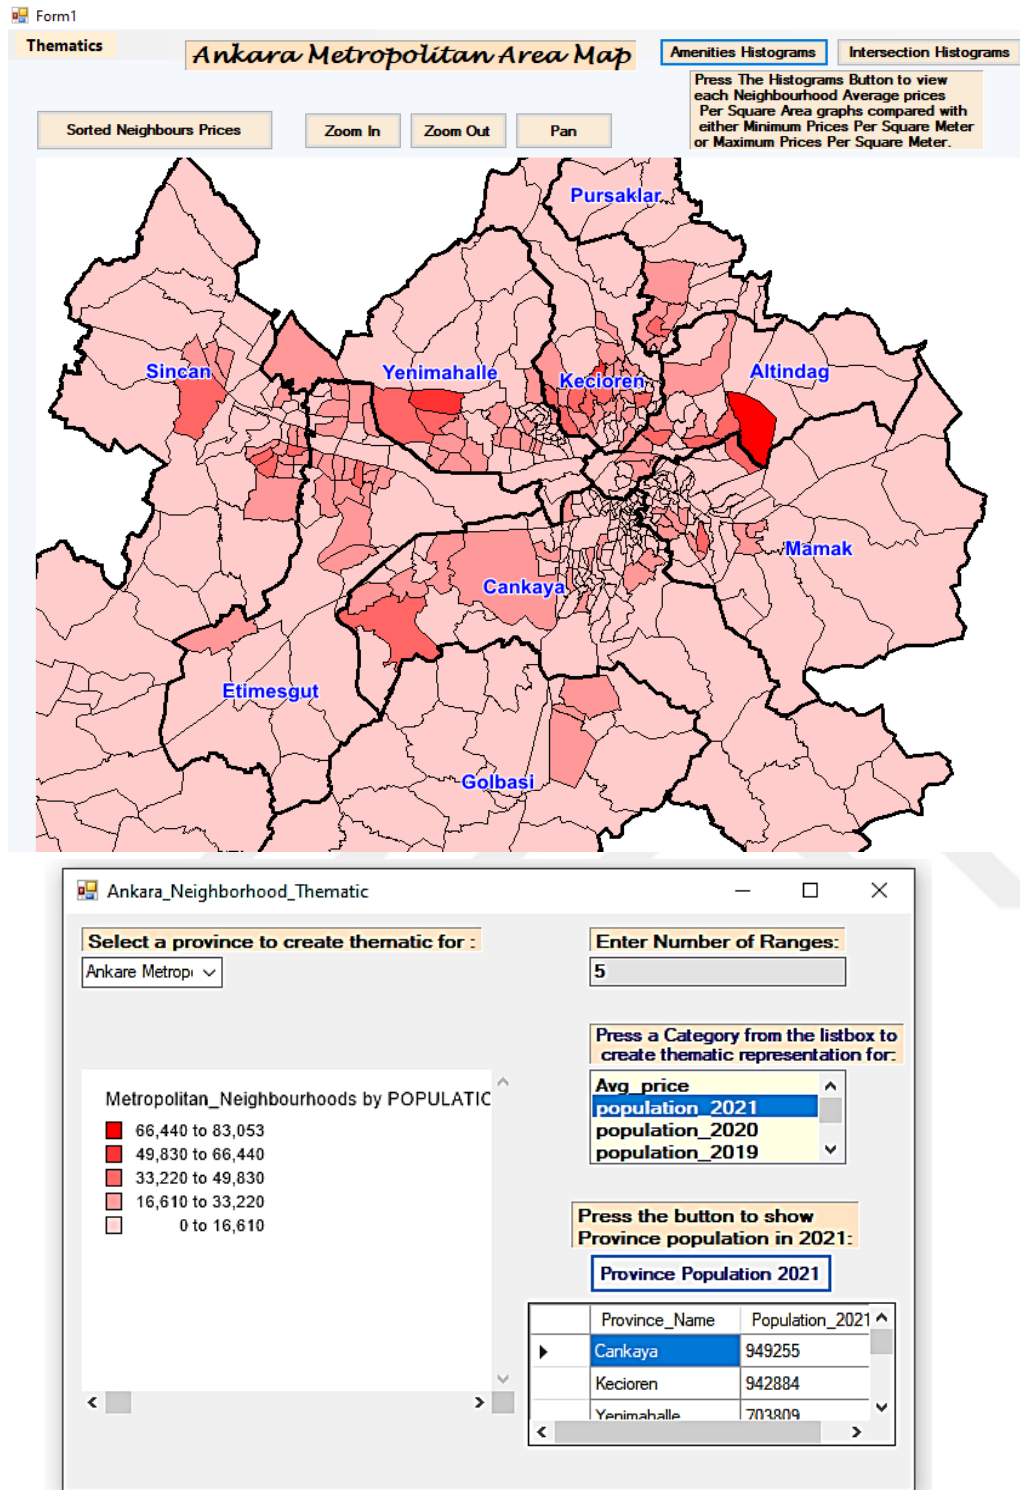 Form1
Thematics
Ankara Metropolitan Area Map
Amenities Histograms
Intersection Histograms
Press The Histograms Button to view
each Neighbourhood Average prices
Per Square Area graphs compared with
either Minimum Prices Per Square Meter
or Maximum Prices Per Square Meter.
Sorted Neighbours Prices
Zoom In
Zoom Out
Pan
Pursaklar
Sincan
Yenimahalle
Kecioren
Altindag
Mamak
Cankaya
Etimesgut
Golbasi
Ankara_Neighborhood_Thematic
Select a province to create thematic for :
Ankare Metrop
Enter Number of Ranges:
5
Press a Category from the listbox to
create thematic representation for:
Avg_price
population_2021
population_2020
population_2019
Metropolitan_Neighbourhoods by POPULATIC
66,440 to 83,053
49,830 to 66,440
33,220 to 49,830
16,610 to 33,220
0 to 16,610
Press the button to show
Province population in 2021:
Province Population 2021
Province_Name Population_2021
Cankaya 949255
Kecioren 942884
Yenimahalle 703809